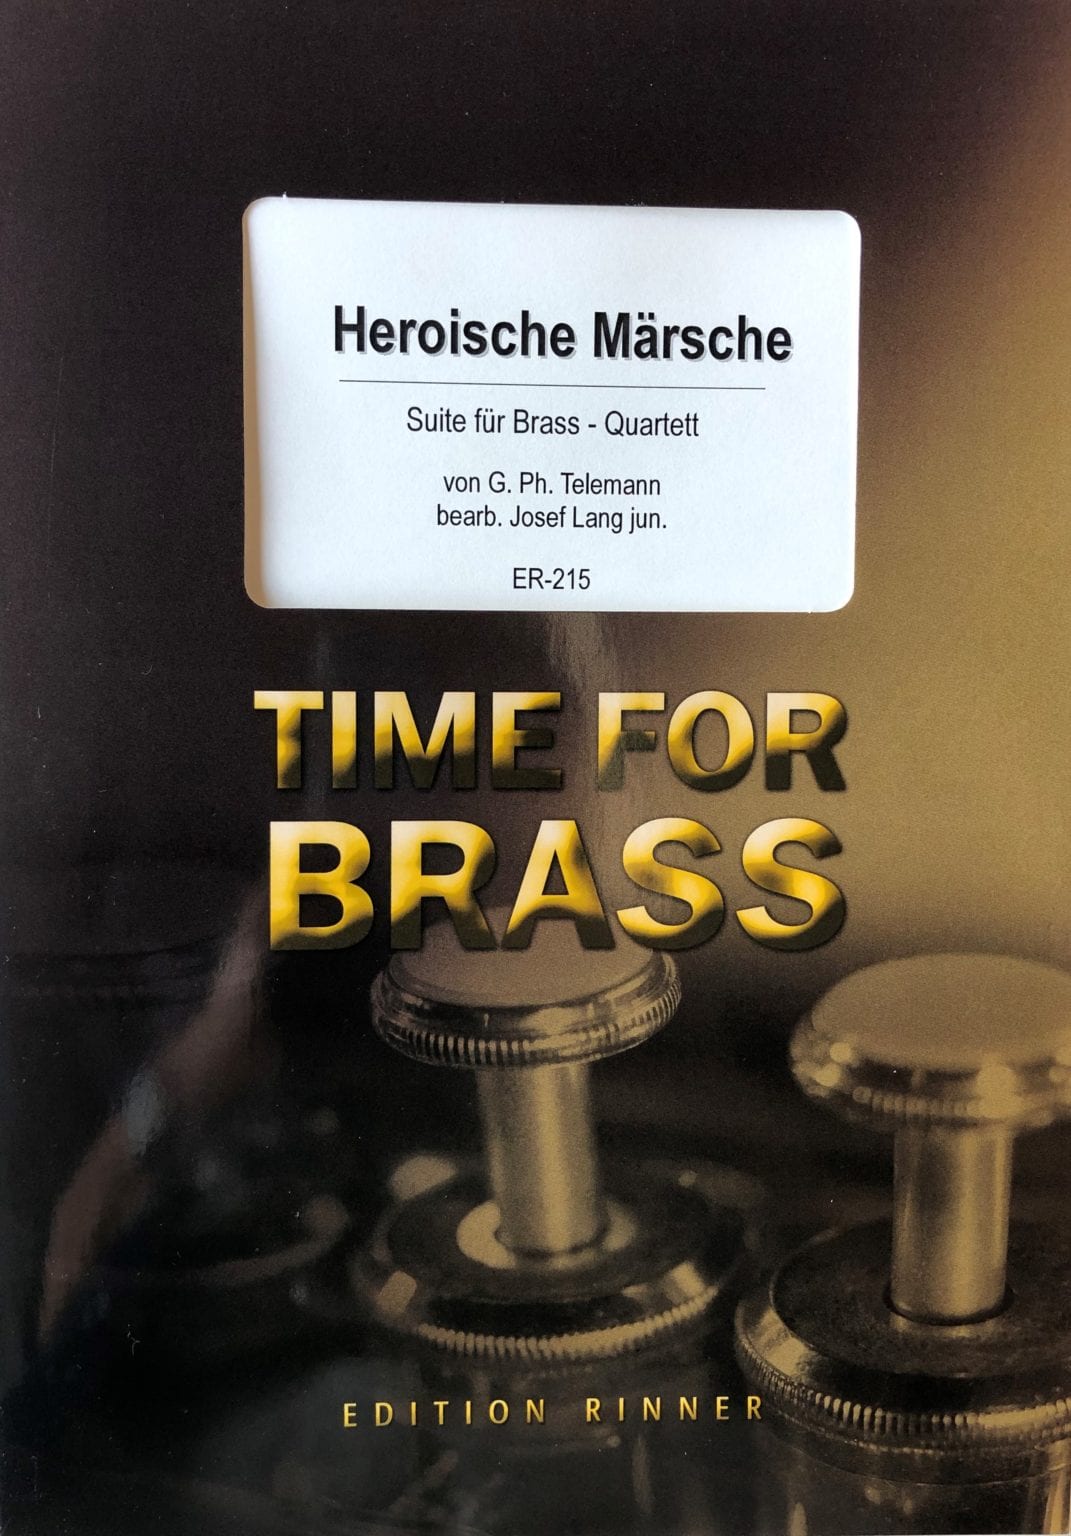 Heroische Märsche
Suite für Brass - Quartett
von G. Ph. Telemann
bearb. Josef Lang jun.
ER-215
TIME FOR
BRASS
EDITION RINNER